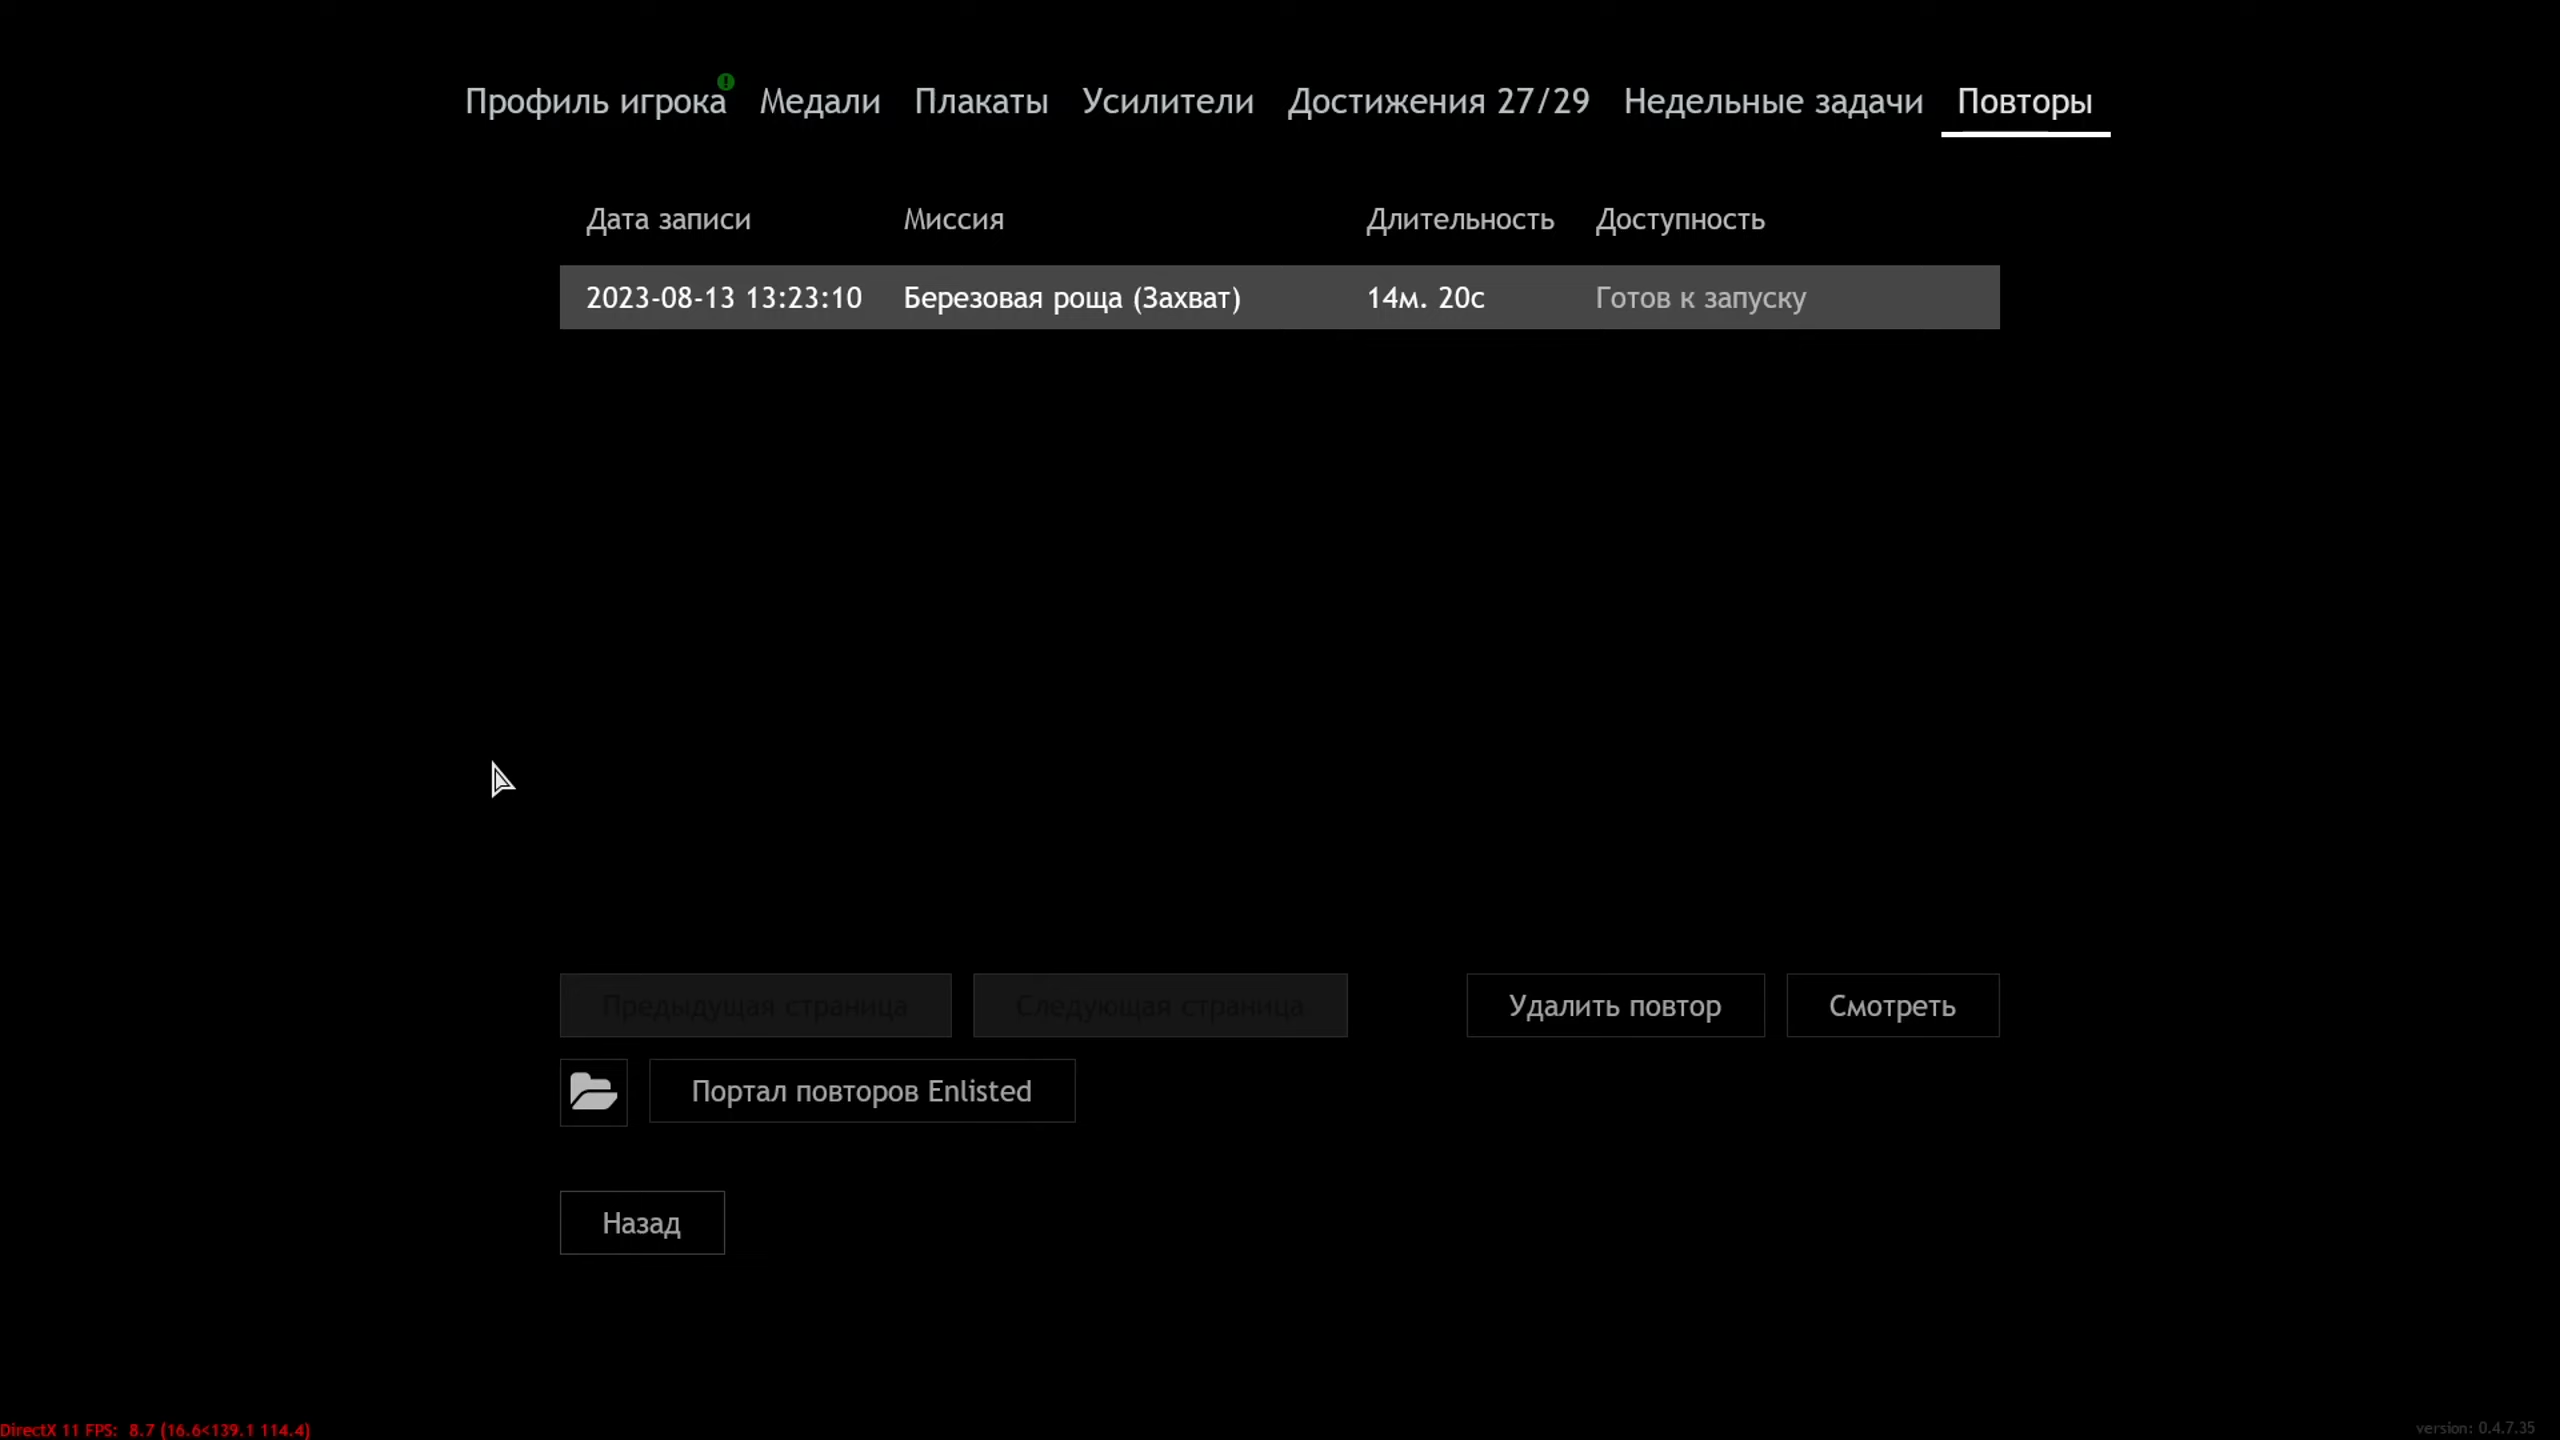 Профиль игрока Медали Плакаты Усилители Достижения 27/29 Недельные задачи Повторы
Дата записи Миссия Длительность Доступность
2023-08-13 13:23:10 Березовая роща (Захват) 14м. 20с Готов к запуску
Предыдущая страница Следующая страница Удалить повтор Смотреть
Портал повторов Enlisted
Назад
DirectX 11 FPS: 8.7 (16.6<139.1 114.4)
version: 0.4.7.35